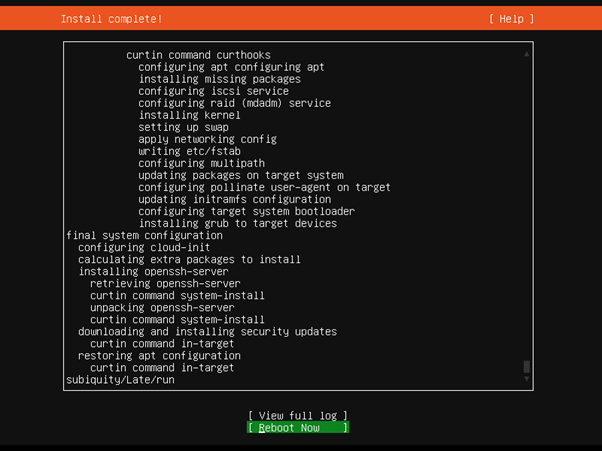 Install complete! [ Help ]
curtin command curthooks
configuring apt configuring apt
installing missing packages
configuring iscsi service
configuring raid (mdadm) service
installing kernel
setting up swap
apply networking config
writing etc/fstab
configuring multipath
updating packages on target system
configuring pollinate user-agent on target
updating initramfs configuration
configuring target system bootloader
installing grub to target devices
final system configuration
configuring cloud-init
calculating extra packages to install
installing openssh-server
retrieving openssh-server
curtin command system-install
unpacking openssh-server
curtin command system-install
downloading and installing security updates
curtin command in-target
restoring apt configuration
curtin command in-target
subiquity/Late/run
[ View full log ]
[ Reboot Now ]